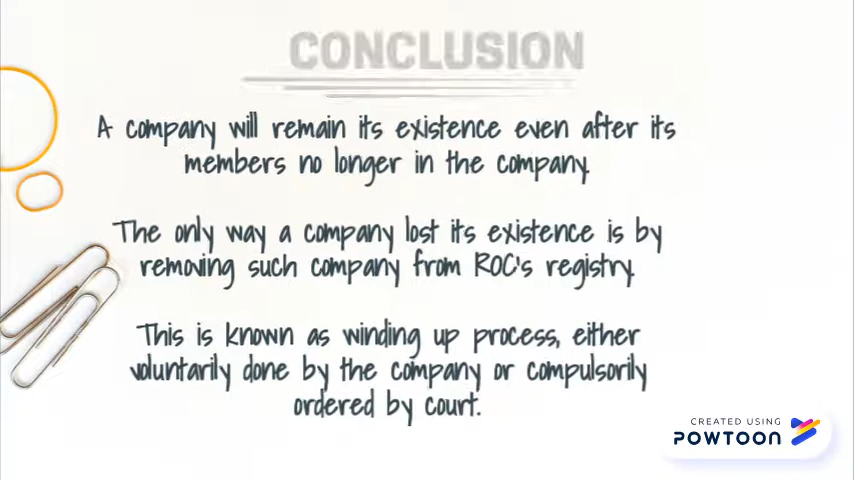 CONCLUSION
A company will remain its existence even after its
members no longer in the company.
The only way a company lost its existence is by
removing such company from ROC's registry.
This is known as winding up process, either
voluntarily done by the company or compulsorily
ordered by court.
CREATED USING
POWTOON